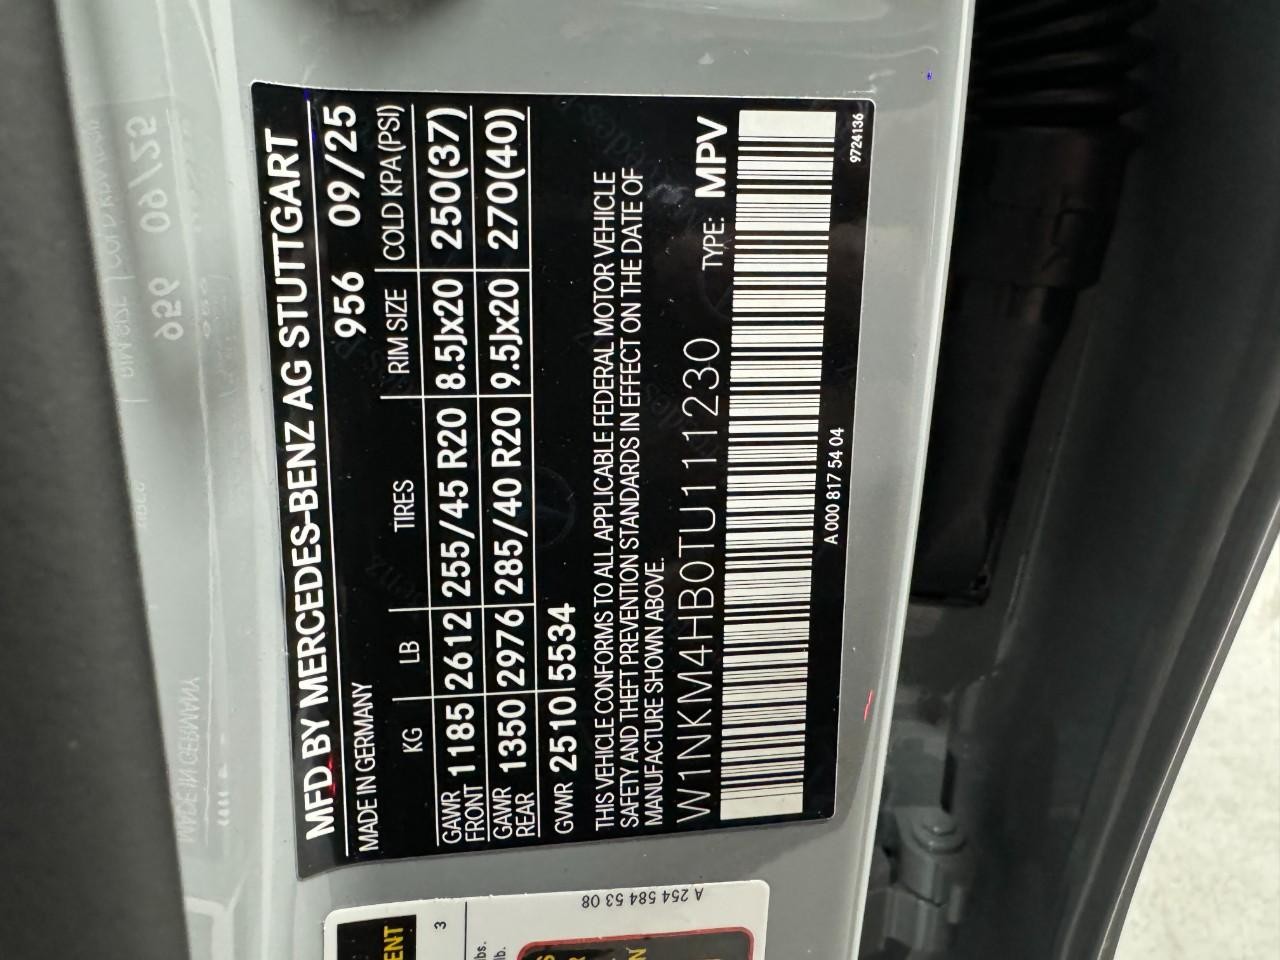 MFD BY MERCEDES-BENZ AG STUTTGART
MADE IN GERMANY 956 09/25
KG LB TIRES RIM SIZE COLD KPA(PSI)
GAWR FRONT 1185 2612 255/45 R20 8.5Jx20 250(37)
GAWR REAR 1350 2976 285/40 R20 9.5Jx20 270(40)
GVWR 2510 5534
THIS VEHICLE CONFORMS TO ALL APPLICABLE FEDERAL MOTOR VEHICLE
SAFETY AND THEFT PREVENTION STANDARDS IN EFFECT ON THE DATE OF
MANUFACTURE SHOWN ABOVE.
W1NKM4HB0TU111230 TYPE: MPV
A 000 817 54 04
9724136
A 254 584 53 08
3
lb.